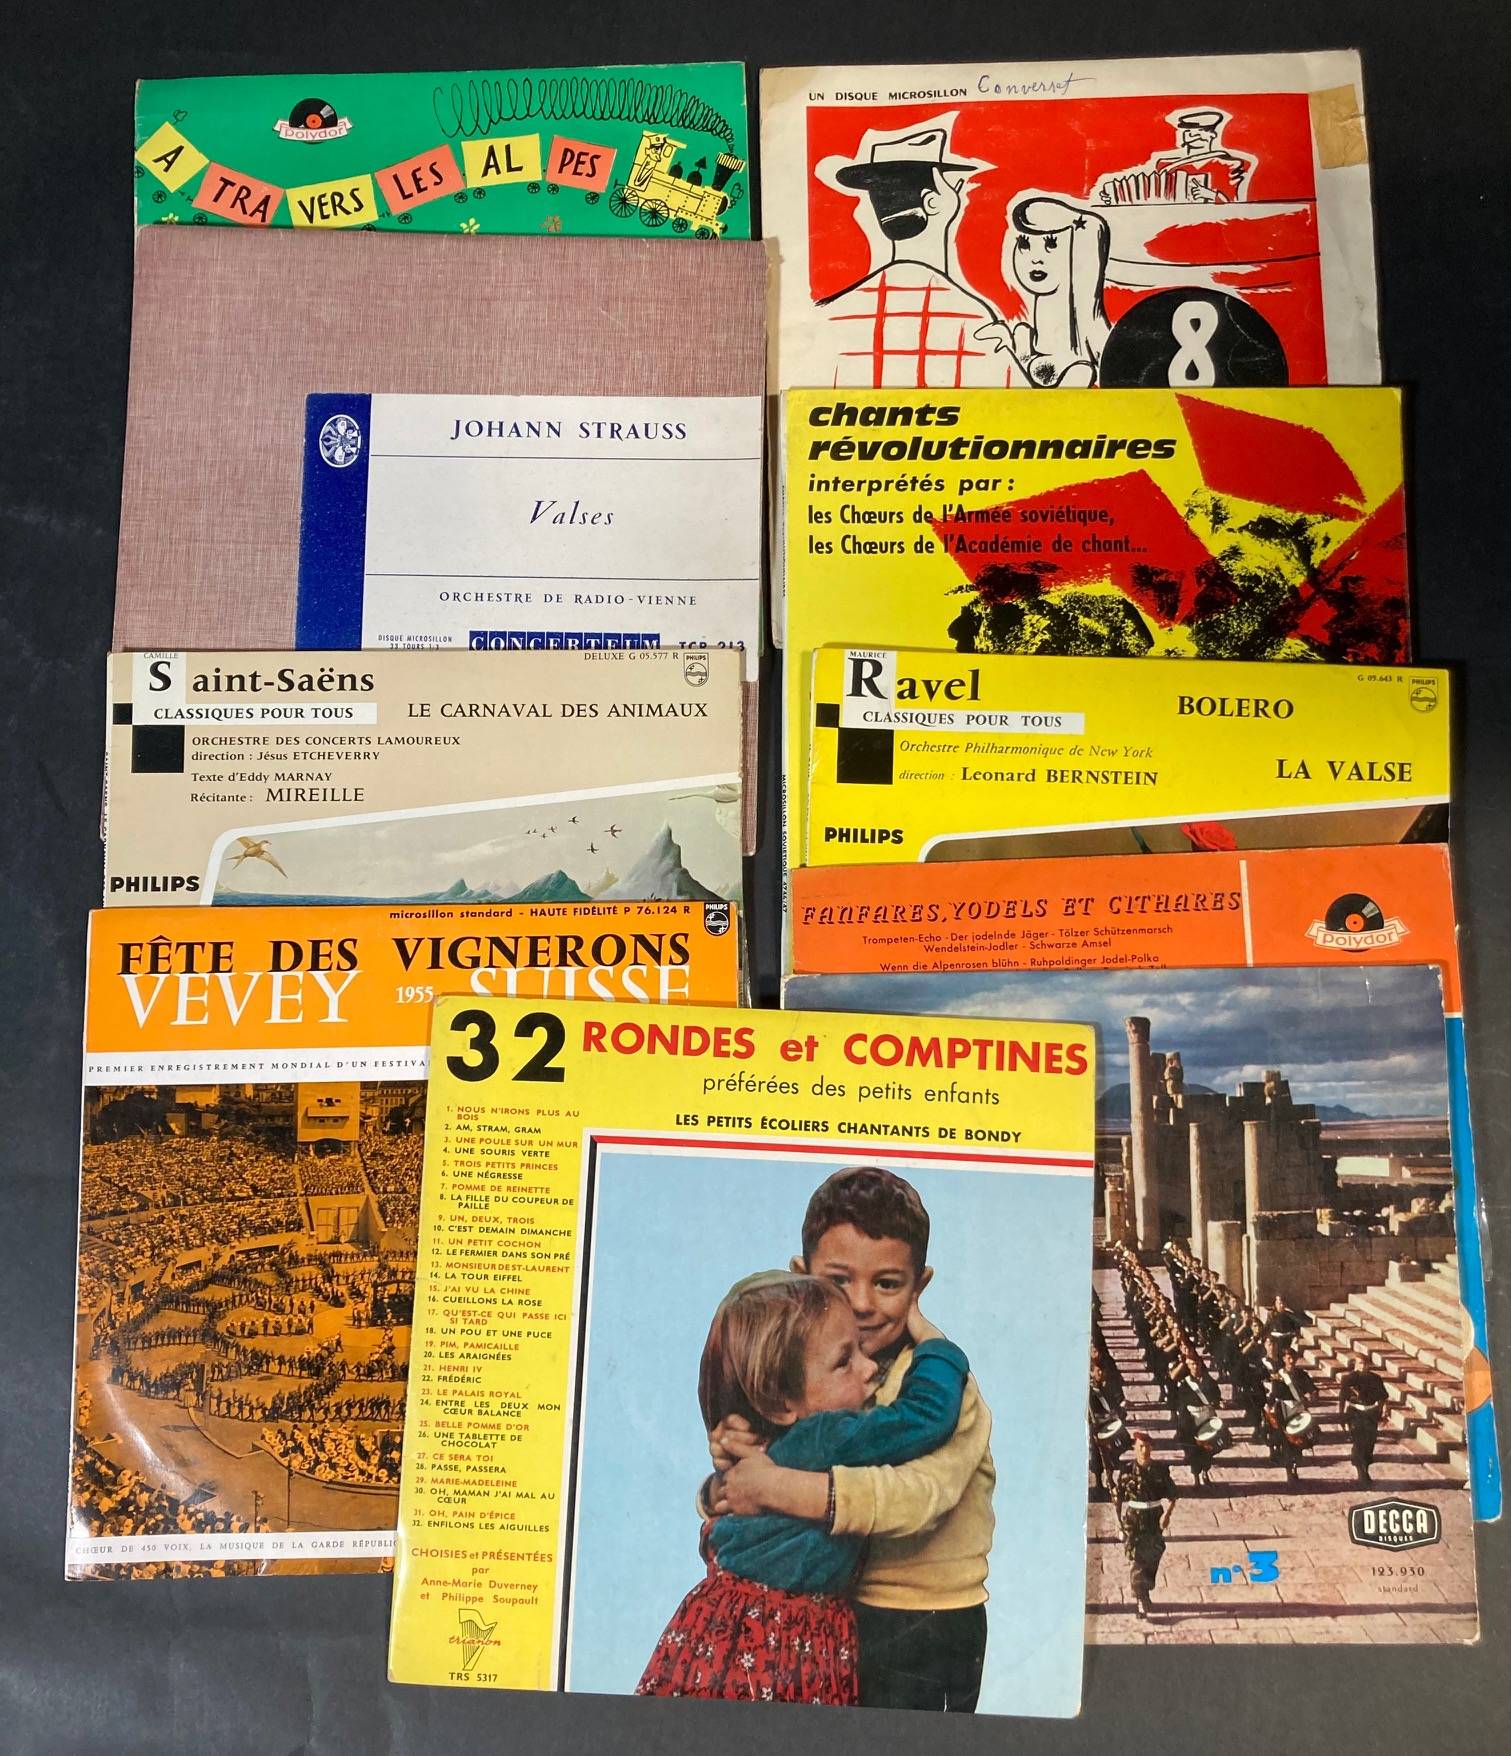 polydor
A TRA VERS LES AL PES
UN DISQUE MICROSILLON Converset
8
JOHANN STRAUSS
Valses
ORCHESTRE DE RADIO-VIENNE
DISQUE MICROSILLON
33 TOURS 1/3
CONCERTEUM TCR 213
chants
révolutionnaires
interprétés par :
les Chœurs de l'Armée soviétique,
les Chœurs de l'Académie de chant...
CAMILLE
Saint-Saëns
DELUXE G 05.577 R
PHILIPS
CLASSIQUES POUR TOUS
LE CARNAVAL DES ANIMAUX
ORCHESTRE DES CONCERTS LAMOUREUX
direction : Jésus ETCHEVERRY
Texte d'Eddy MARNAY
Récitante : MIREILLE
PHILIPS
MAURICE
Ravel
G 05.643 R
PHILIPS
CLASSIQUES POUR TOUS
BOLERO
Orchestre Philharmonique de New York
direction : Leonard BERNSTEIN
LA VALSE
PHILIPS
FANFARES, YODELS ET CITHARES
Trompeten-Echo - Der jodelnde Jäger - Tölzer Schützenmarsch
Wendelstein-Jodler - Schwarze Amsel
Wenn die Alpenrosen blühn - Ruhpoldinger Jodel-Polka
polydor
microsillon standard - HAUTE FIDÉLITÉ P 76.124 R
PHILIPS
FÊTE DES VIGNERONS
VEVEY 1955 SUISSE
PREMIER ENREGISTREMENT MONDIAL D'UN FESTIVA
CHŒUR DE 450 VOIX, LA MUSIQUE DE LA GARDE RÉPUBLIC
32 RONDES et COMPTINES
préférées des petits enfants
LES PETITS ÉCOLIERS CHANTANTS DE BONDY
1. NOUS N'IRONS PLUS AU
BOIS
2. AM, STRAM, GRAM
3. UNE POULE SUR UN MUR
4. UNE SOURIS VERTE
5. TROIS PETITS PRINCES
6. UNE NÉGRESSE
7. POMME DE REINETTE
8. LA FILLE DU COUPEUR DE
PAILLE
9. UN, DEUX, TROIS
10. C'EST DEMAIN DIMANCHE
11. UN PETIT COCHON
12. LE FERMIER DANS SON PRÉ
13. MONSIEUR DE ST-LAURENT
14. LA TOUR EIFFEL
15. J'AI VU LA CHINE
16. CUEILLONS LA ROSE
17. QU'EST-CE QUI PASSE ICI
SI TARD
18. UN POU ET UNE PUCE
19. PIM, PAMICAILLE
20. LES ARAIGNÉES
21. HENRI IV
22. FRÉDÉRIC
23. LE PALAIS ROYAL
24. ENTRE LES DEUX MON
CŒUR BALANCE
25. BELLE POMME D'OR
26. UNE TABLETTE DE
CHOCOLAT
27. CE SERA TOI
28. PASSE, PASSERA
29. MARIE-MADELEINE
30. OH, MAMAN J'AI MAL AU
CŒUR
31. OH, PAIN D'ÉPICE
32. ENFILONS LES AIGUILLES
CHOISIES et PRÉSENTÉES
par
Anne-Marie Duverney
et Philippe Soupault
trianon
TRS 5317
DECCA
DISQUES
n° 3
123.930
standard